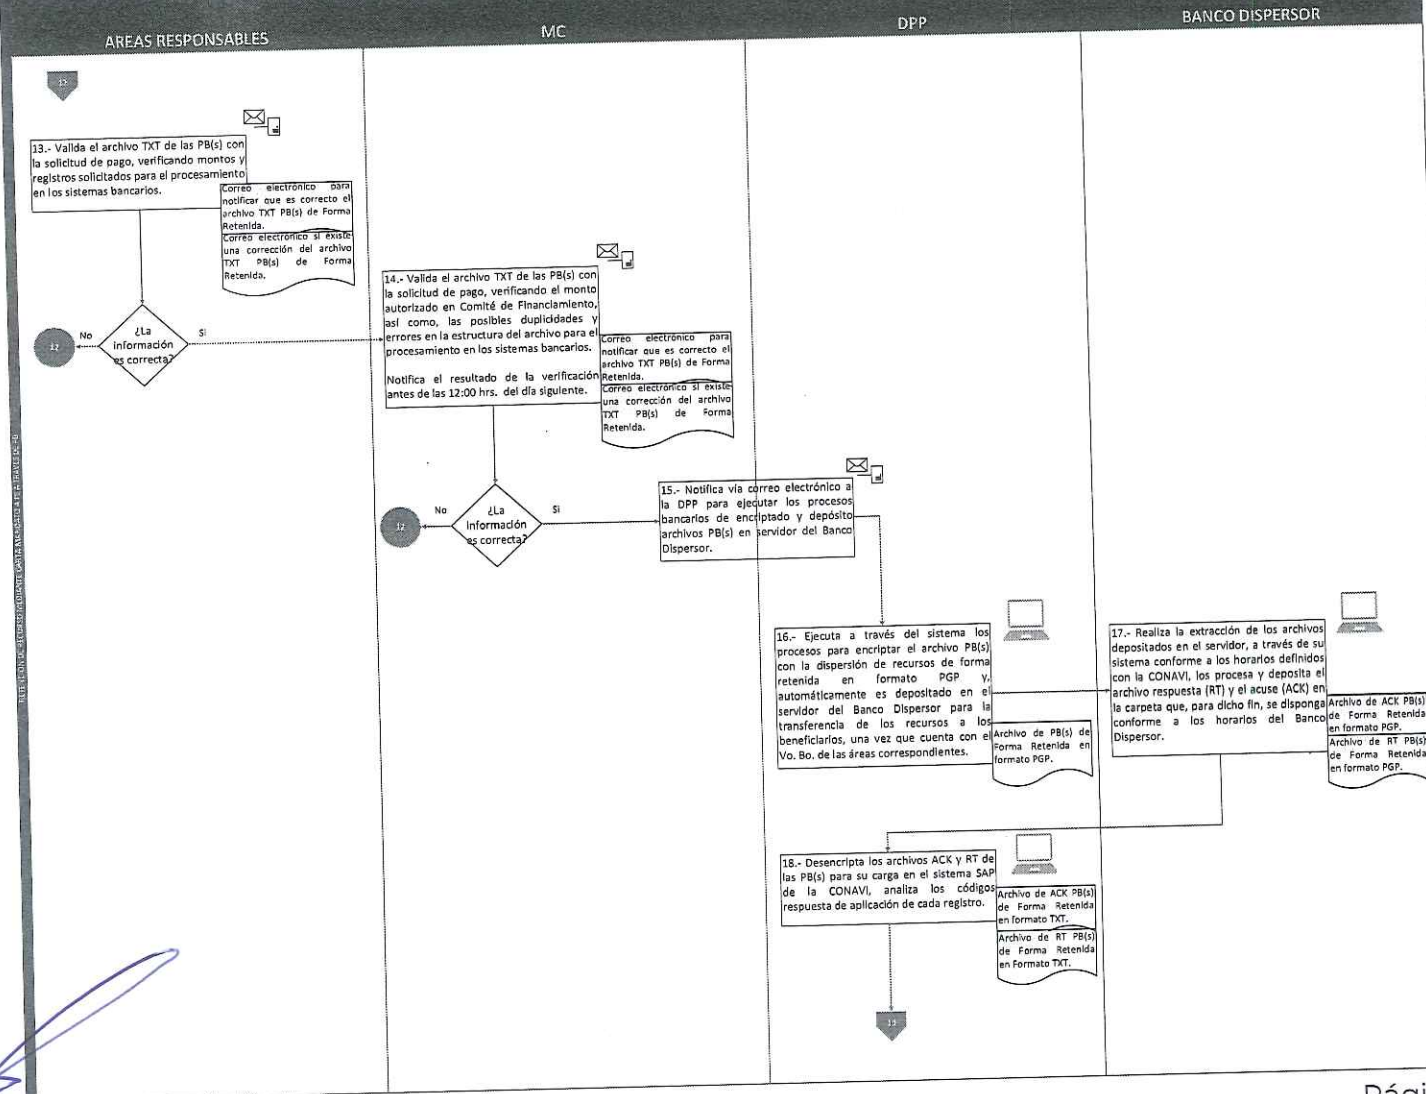 AREAS RESPONSABLES
MC
DPP
BANCO DISPERSOR
13.- Valida el archivo TXT de las PB(s) con
la solicitud de pago, verificando montos y
registros solicitados para el procesamiento
en los sistemas bancarios.
Correo electrónico para
notificar que es correcto el
archivo TXT PB(s) de Forma
Retenida.
Correo electrónico si existe
una corrección del archivo
TXT PB(s) de Forma
Retenida.
¿La
información
es correcta?
No
Si
12
14.- Valida el archivo TXT de las PB(s) con
la solicitud de pago, verificando el monto
autorizado en Comité de Financiamiento,
así como, las posibles duplicidades y
errores en la estructura del archivo para el
procesamiento en los sistemas bancarios.
Notifica el resultado de la verificación
antes de las 12:00 hrs. del día siguiente.
Correo electrónico para
notificar que es correcto el
archivo TXT PB(s) de Forma
Retenida.
Correo electrónico si existe
una corrección del archivo
TXT PB(s) de Forma
Retenida.
¿La
información
es correcta?
No
Si
12
15.- Notifica vía correo electrónico a
la DPP para ejecutar los procesos
bancarios de encriptado y depósito
archivos PB(s) en servidor del Banco
Dispersor.
16.- Ejecuta a través del sistema los
procesos para encriptar el archivo PB(s)
con la dispersión de recursos de forma
retenida en formato PGP y,
automáticamente es depositado en el
servidor del Banco Dispersor para la
transferencia de los recursos a los
beneficiarios, una vez que cuenta con el
Vo. Bo. de las áreas correspondientes.
Archivo de PB(s) de
Forma Retenida en
formato PGP.
17.- Realiza la extracción de los archivos
depositados en el servidor, a través de su
sistema conforme a los horarios definidos
con la CONAVI, los procesa y deposita el
archivo respuesta (RT) y el acuse (ACK) en
la carpeta que, para dicho fin, se disponga
conforme a los horarios del Banco
Dispersor.
Archivo de ACK PB(s)
de Forma Retenida
en formato PGP.
Archivo de RT PB(s)
de Forma Retenida
en formato PGP.
18.- Desencripta los archivos ACK y RT de
las PB(s) para su carga en el sistema SAP
de la CONAVI, analiza los códigos
respuesta de aplicación de cada registro.
Archivo de ACK PB(s)
de Forma Retenida
en formato TXT.
Archivo de RT PB(s)
de Forma Retenida
en Formato TXT.